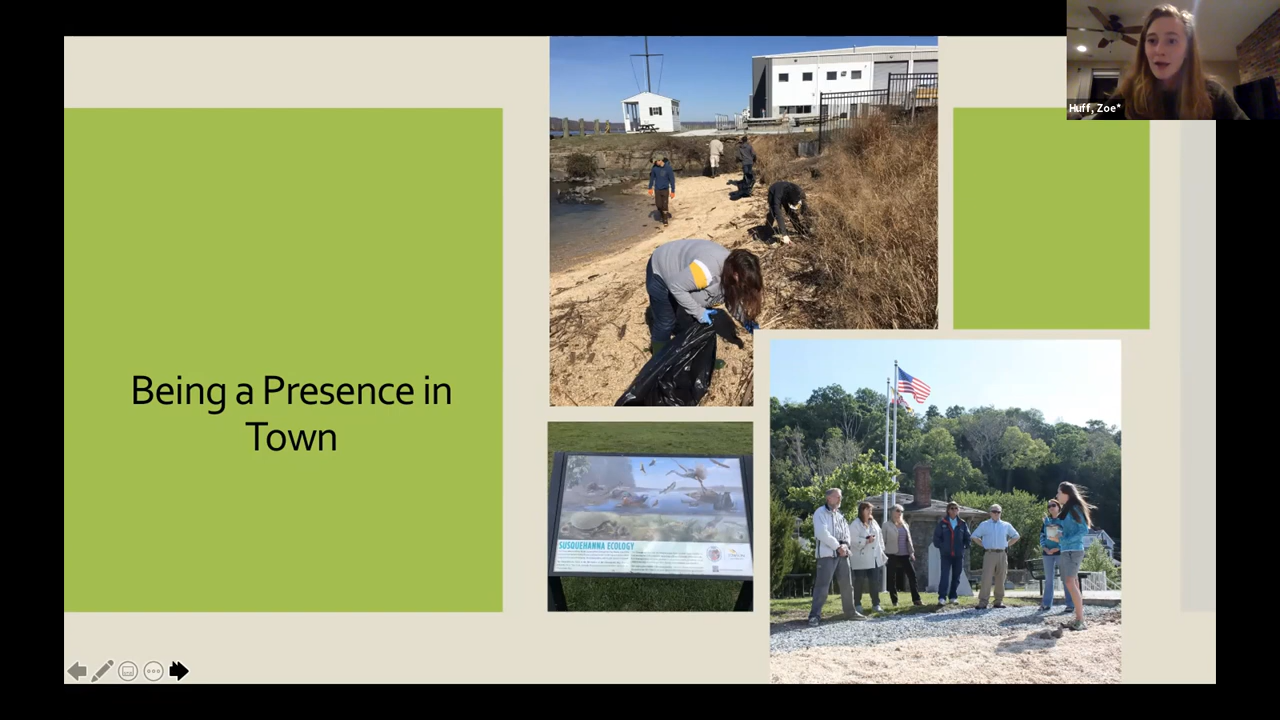 Huff, Zoe*
Being a Presence in
Town
SUSQUEHANNA ECOLOGY